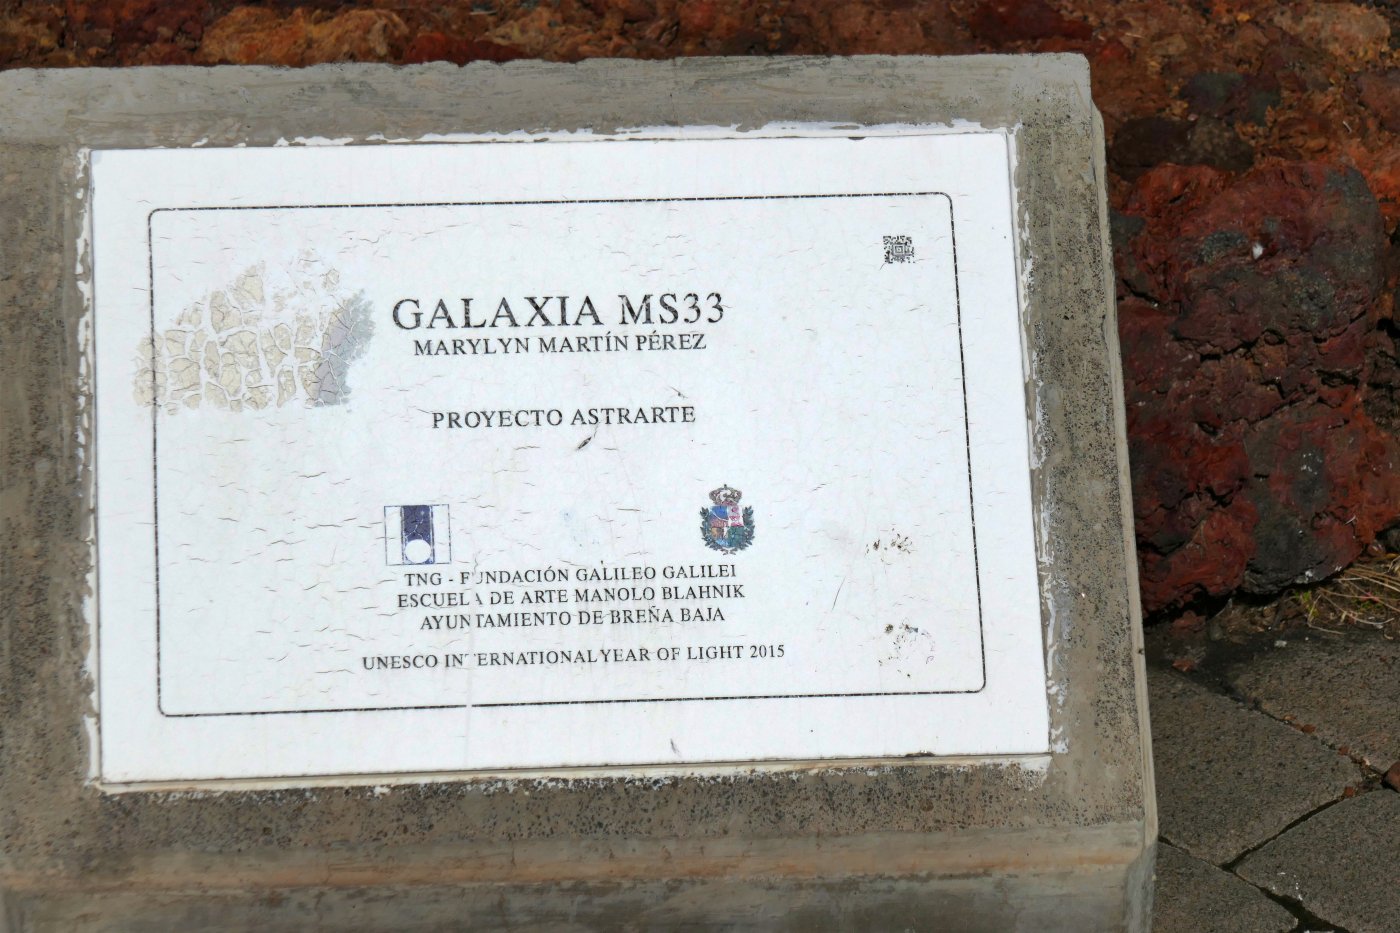 GALAXIA MS33
MARYLYN MARTÍN PÉREZ
PROYECTO ASTRARTE
TNG - FUNDACIÓN GALILEO GALILEI
ESCUELA DE ARTE MANOLO BLAHNIK
AYUNTAMIENTO DE BREÑA BAJA
UNESCO INTERNATIONAL YEAR OF LIGHT 2015